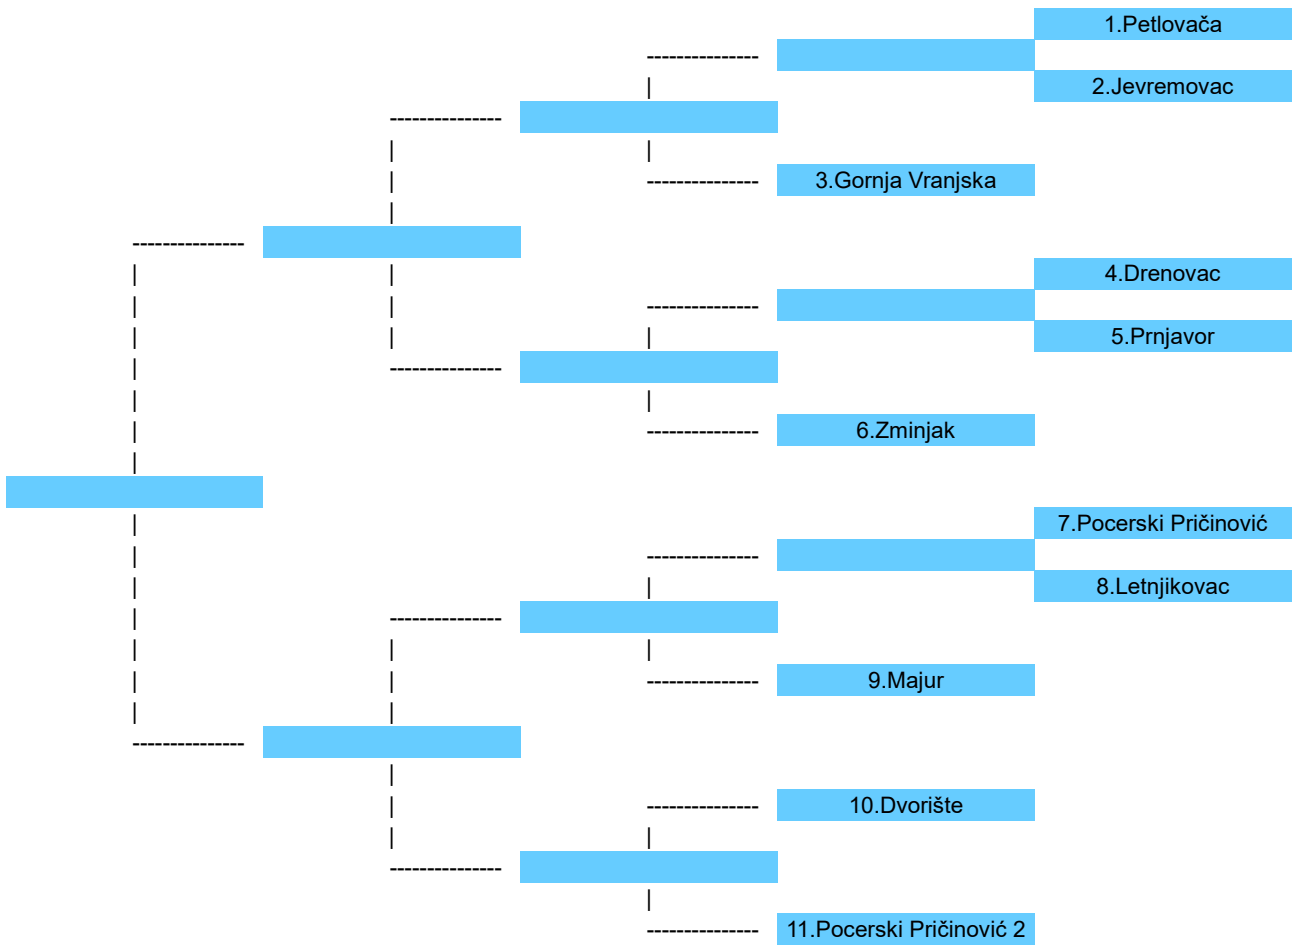 1.Petlovača
2.Jevremovac
3.Gornja Vranjska
4.Drenovac
5.Prnjavor
6.Zminjak
7.Pocerski Pričinović
8.Letnjikovac
9.Majur
10.Dvorište
11.Pocerski Pričinović 2